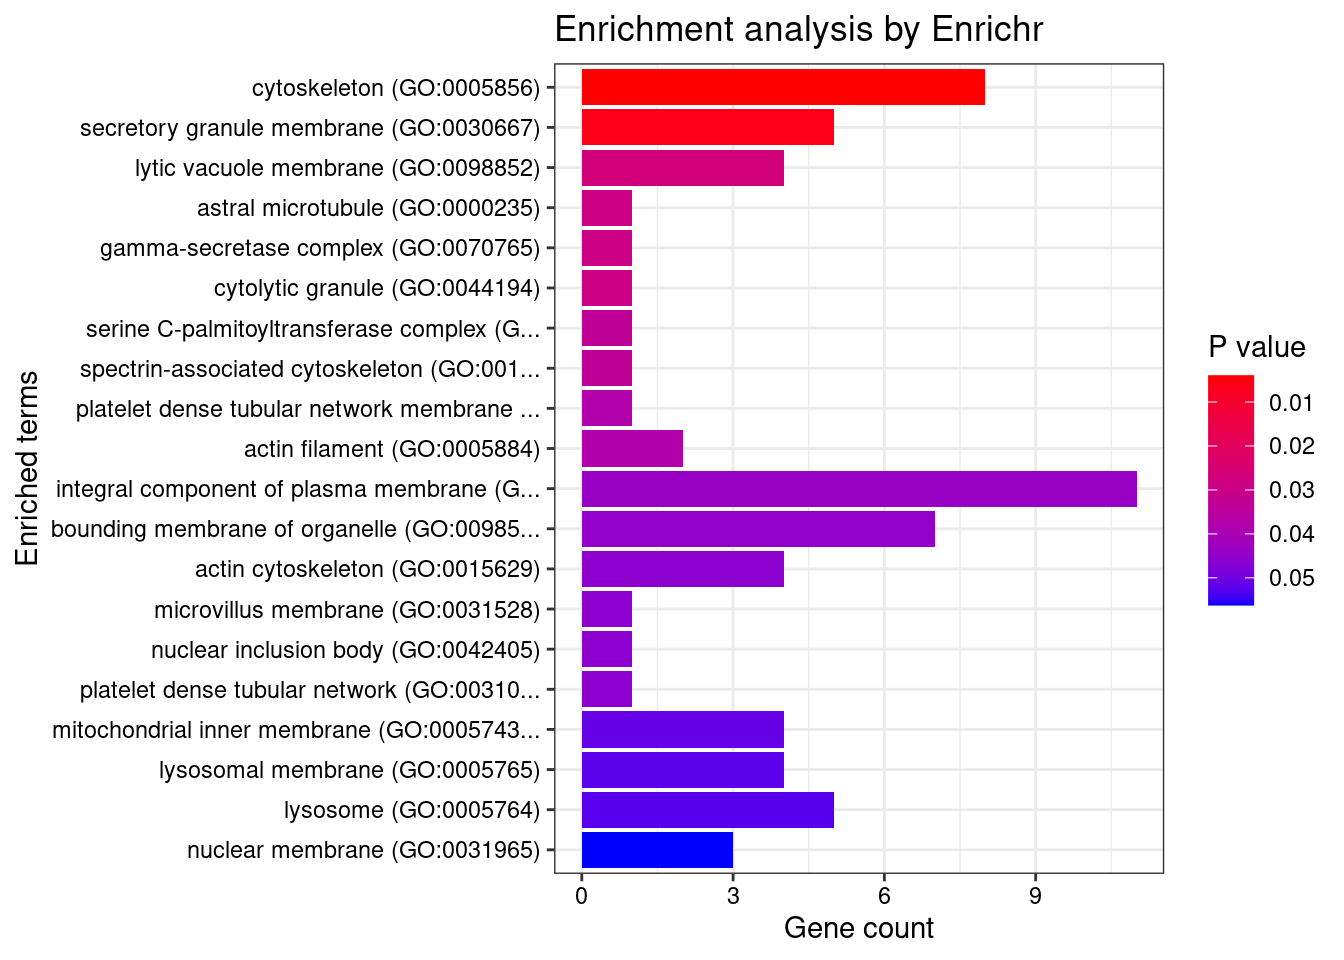 Enrichment analysis by Enrichr
cytoskeleton (GO:0005856)
secretory granule membrane (GO:0030667)
lytic vacuole membrane (GO:0098852)
astral microtubule (GO:0000235)
gamma-secretase complex (GO:0070765)
cytolytic granule (GO:0044194)
serine C-palmitoyltransferase complex (G...
spectrin-associated cytoskeleton (GO:001...
platelet dense tubular network membrane ...
actin filament (GO:0005884)
integral component of plasma membrane (G...
bounding membrane of organelle (GO:00985...
actin cytoskeleton (GO:0015629)
microvillus membrane (GO:0031528)
nuclear inclusion body (GO:0042405)
platelet dense tubular network (GO:00310...
mitochondrial inner membrane (GO:0005743...
lysosomal membrane (GO:0005765)
lysosome (GO:0005764)
nuclear membrane (GO:0031965)
Enriched terms
0 3 6 9
Gene count
P value
0.01
0.02
0.03
0.04
0.05